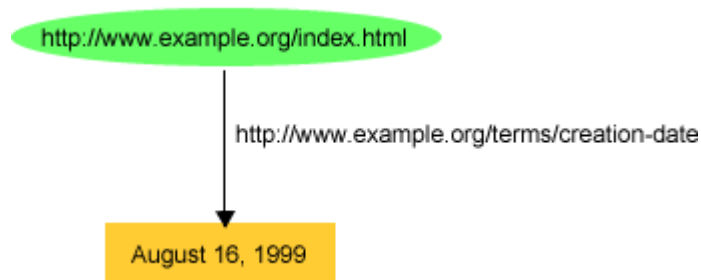 http://www.example.org/index.html
http://www.example.org/terms/creation-date
August 16, 1999